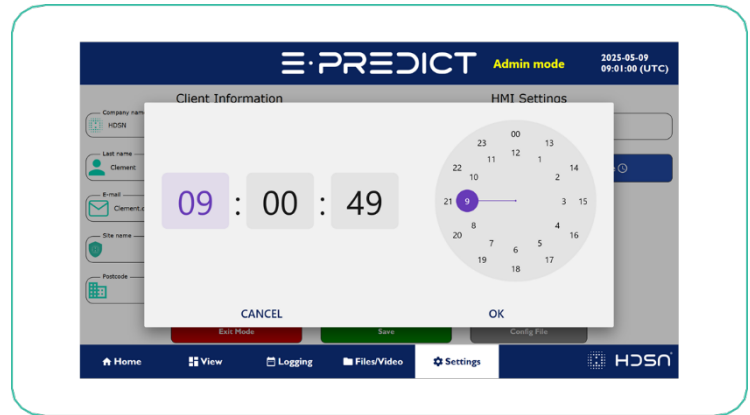 E·PREDICT
Admin mode
2025-05-09
09:01:00 (UTC)
Client Information
HMI Settings
Company name
HDSN
Last name
Clement
E-mail
Clement.c
Site name
Postcode
09 : 00 : 49
00
23
13
12
11
1
22
14
10
2
21
9
3
15
8
4
20
16
7
5
6
19
17
18
CANCEL
OK
Exit Mode
Save
Config File
Home
View
Logging
Files/Video
Settings
HDSN